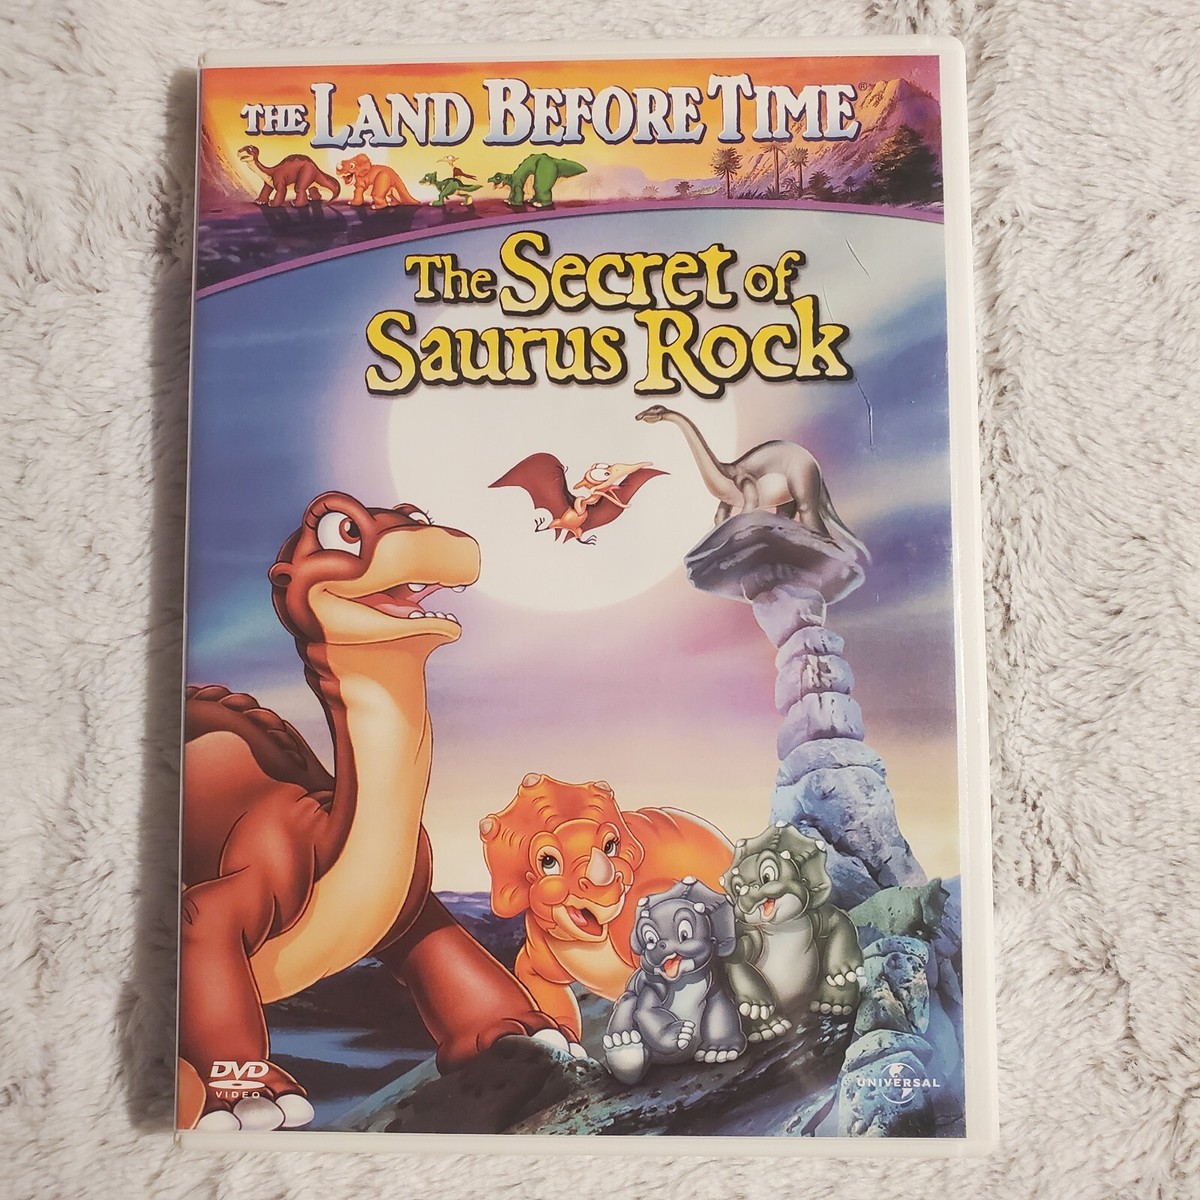 THE LAND BEFORE TIME®
The Secret of
Saurus Rock
DVD
VIDEO
UNIVERSAL